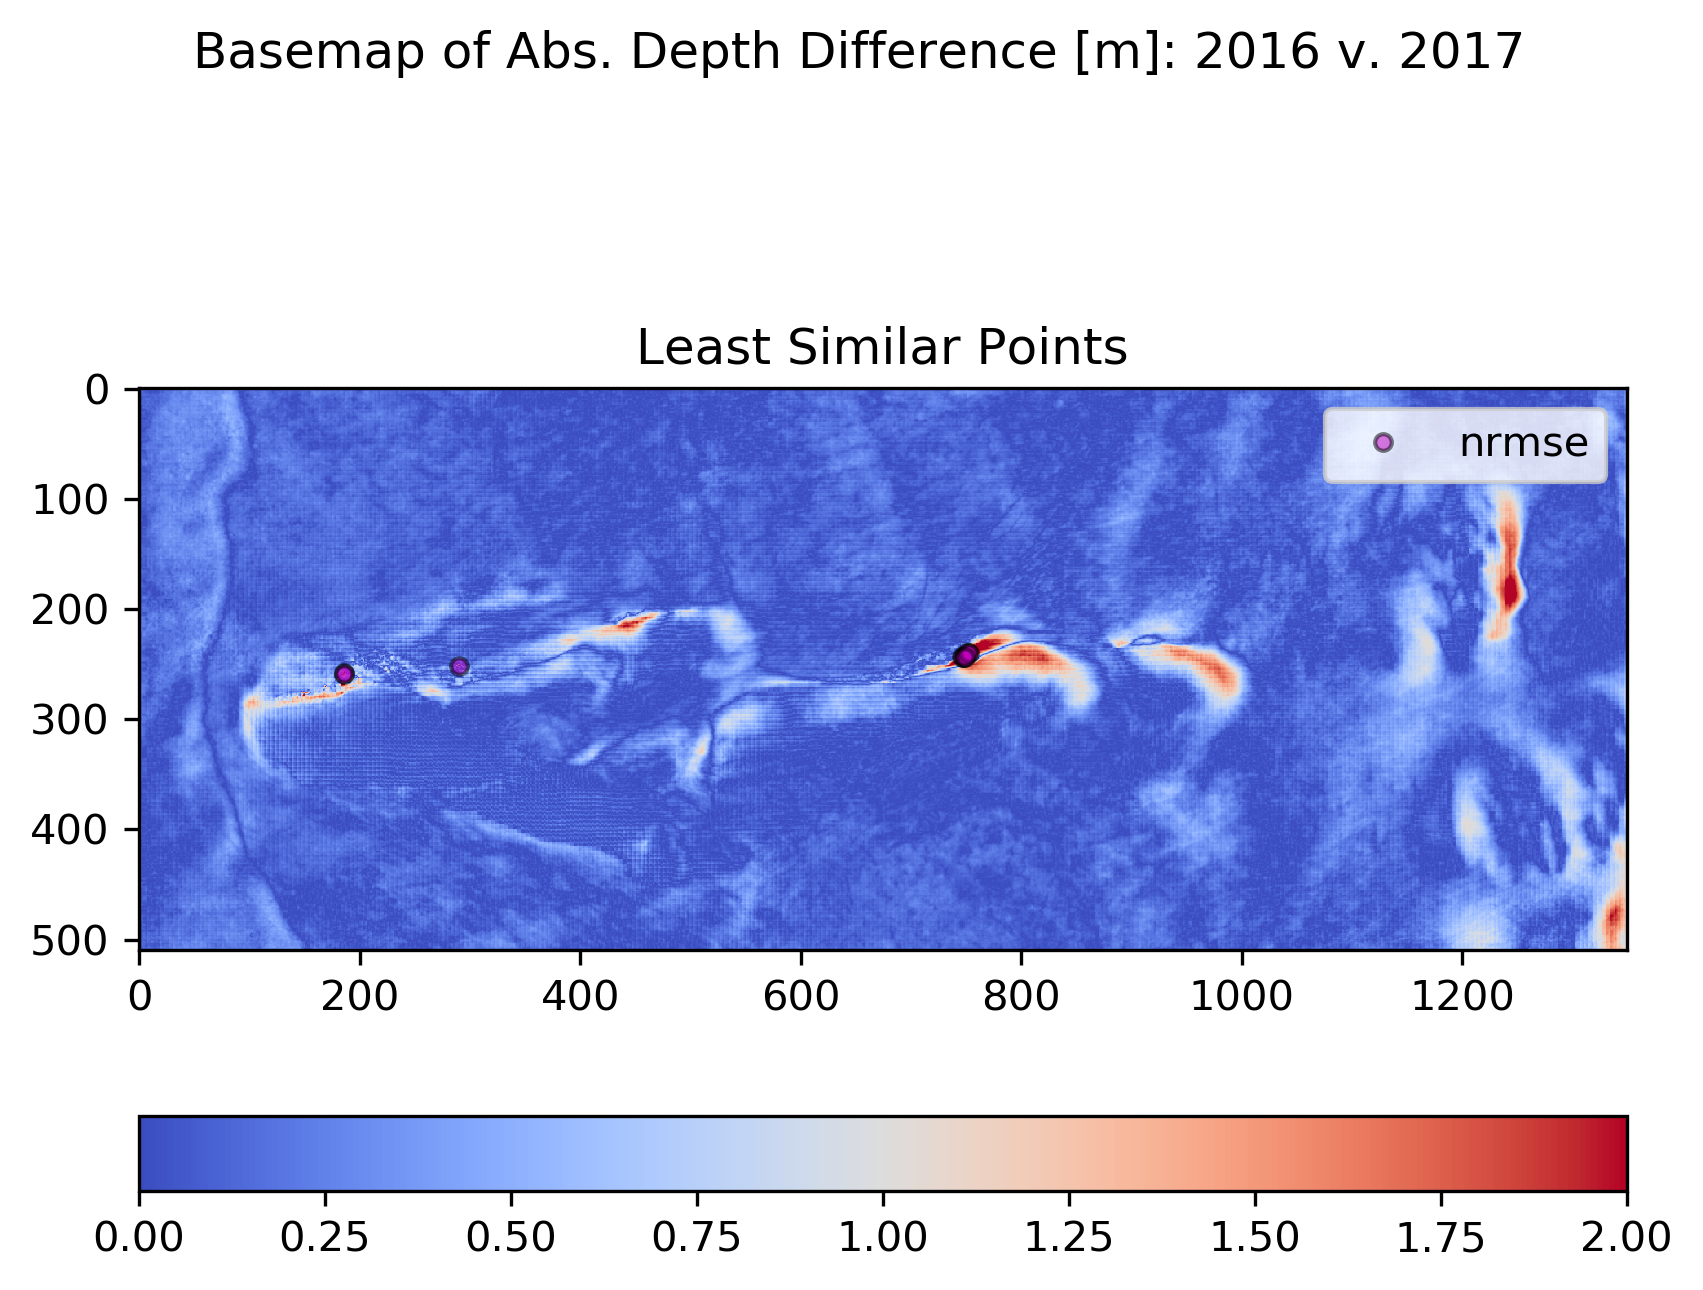 Basemap of Abs. Depth Difference [m]: 2016 v. 2017
Least Similar Points
nrmse
0
100
200
300
400
500
0 200 400 600 800 1000 1200
0.00 0.25 0.50 0.75 1.00 1.25 1.50 1.75 2.00